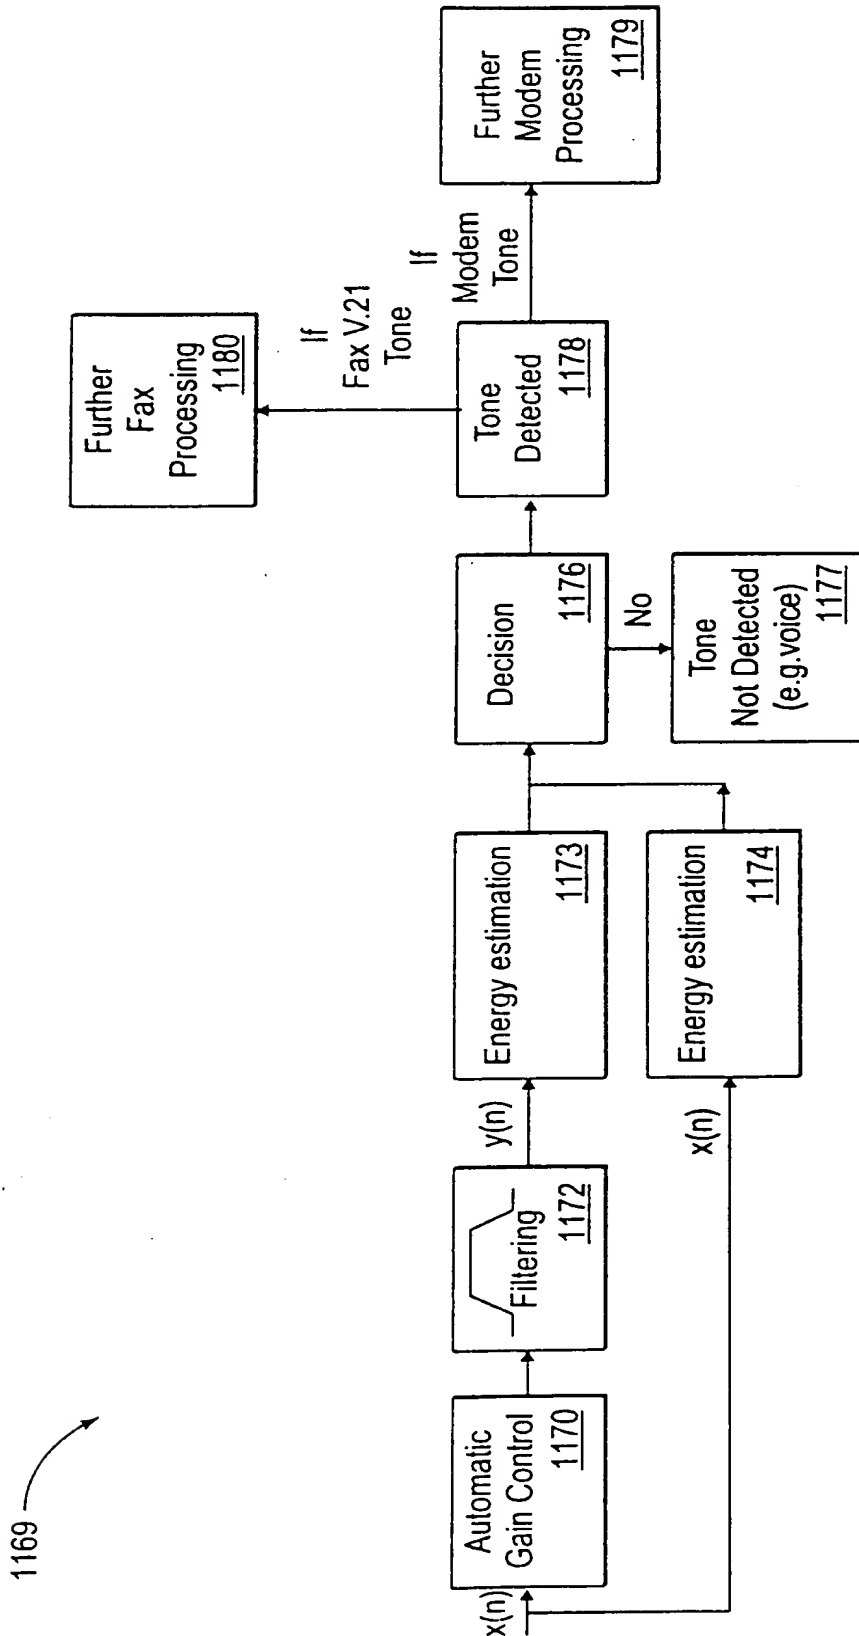 1169
x(n)
Automatic
Gain Control
1170
Filtering
1172
y(n)
Energy estimation
1173
x(n)
Energy estimation
1174
Decision
1176
No
Tone
Not Detected
(e.g.voice)
1177
Tone
Detected
1178
If
Fax V.21
Tone
Further
Fax
Processing
1180
If
Modem
Tone
Further
Modem
Processing
1179